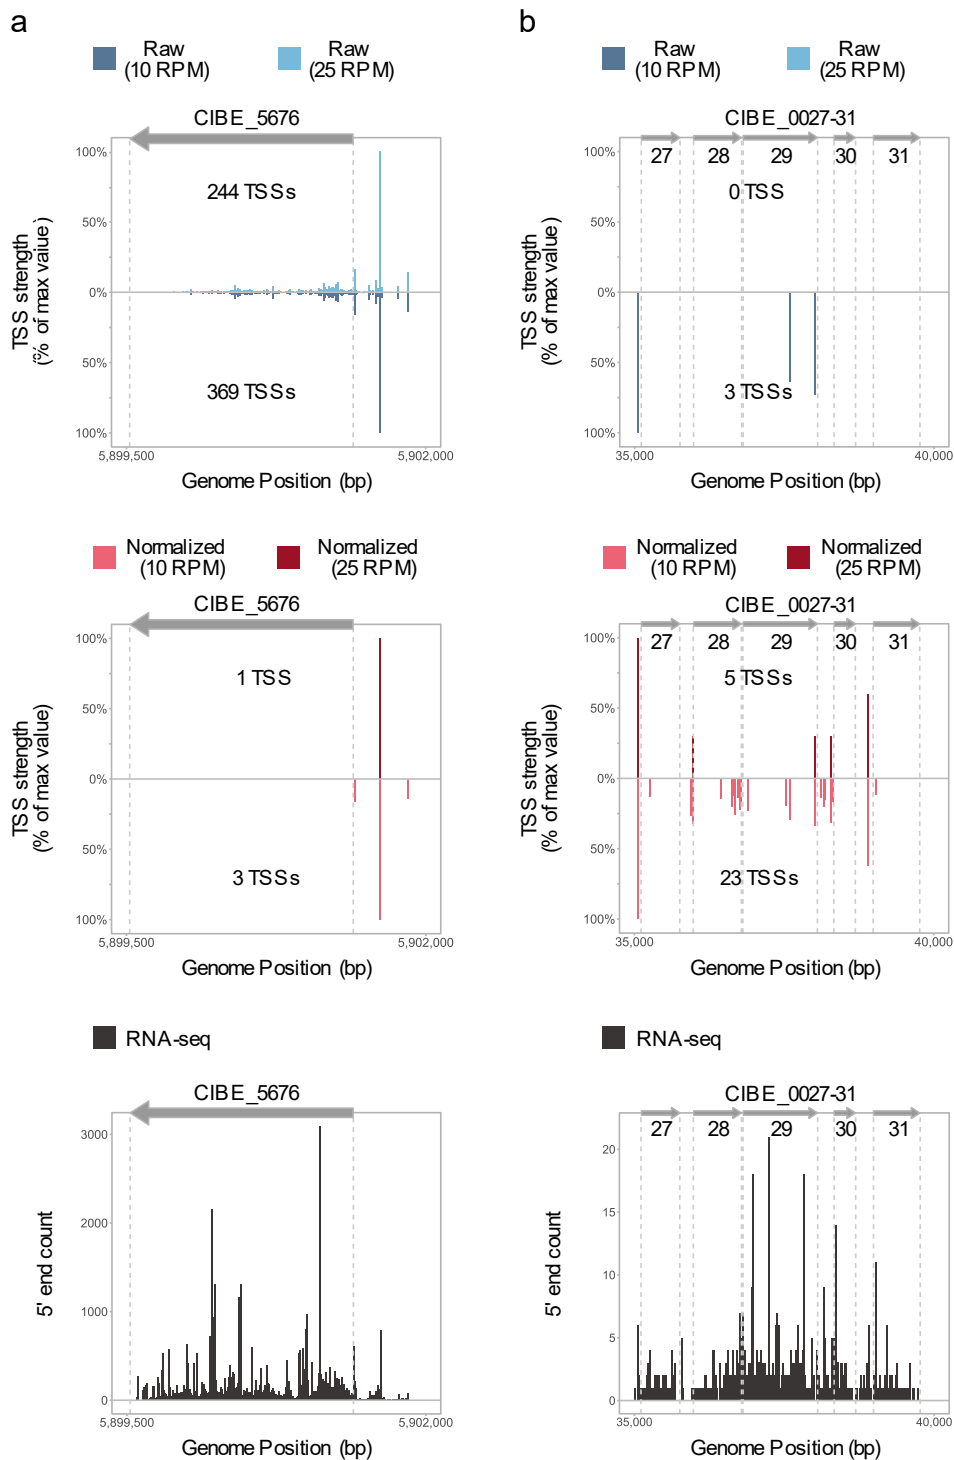 a
Raw
(10 RPM)
Raw
(25 RPM)
CIBE_5676
100%
50%
0%
50%
100%
244 TSSs
369 TSSs
TSS strength
(% of max value)
5,899,500
5,902,000
Genome Position (bp)
b
Raw
(10 RPM)
Raw
(25 RPM)
CIBE_0027-31
27 28 29 30 31
100%
50%
0%
50%
100%
0 TSS
3 TSSs
TSS strength
(% of max value)
35,000
40,000
Genome Position (bp)
Normalized
(10 RPM)
Normalized
(25 RPM)
CIBE_5676
100%
50%
0%
50%
100%
1 TSS
3 TSSs
TSS strength
(% of max value)
5,899,500
5,902,000
Genome Position (bp)
Normalized
(10 RPM)
Normalized
(25 RPM)
CIBE_0027-31
27 28 29 30 31
100%
50%
0%
50%
100%
5 TSSs
23 TSSs
TSS strength
(% of max value)
35,000
40,000
Genome Position (bp)
RNA-seq
CIBE_5676
3000
2000
1000
0
5' end count
5,899,500
5,902,000
Genome Position (bp)
RNA-seq
CIBE_0027-31
27 28 29 30 31
20
15
10
5
0
5' end count
35,000
40,000
Genome Position (bp)